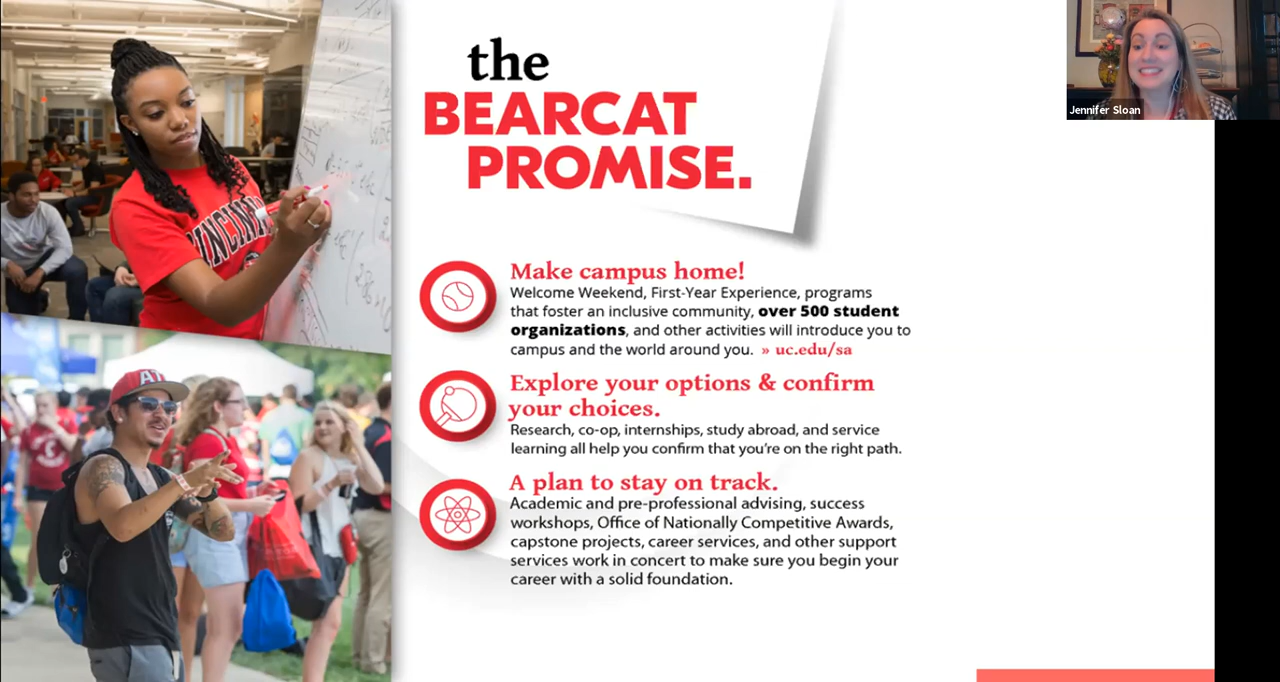 the
BEARCAT
PROMISE.
Jennifer Sloan
CINCINN
Make campus home!
Welcome Weekend, First-Year Experience, programs
that foster an inclusive community, over 500 student
organizations, and other activities will introduce you to
campus and the world around you. » uc.edu/sa
Explore your options & confirm
your choices.
Research, co-op, internships, study abroad, and service
learning all help you confirm that you're on the right path.
A plan to stay on track.
Academic and pre-professional advising, success
workshops, Office of Nationally Competitive Awards,
capstone projects, career services, and other support
services work in concert to make sure you begin your
career with a solid foundation.